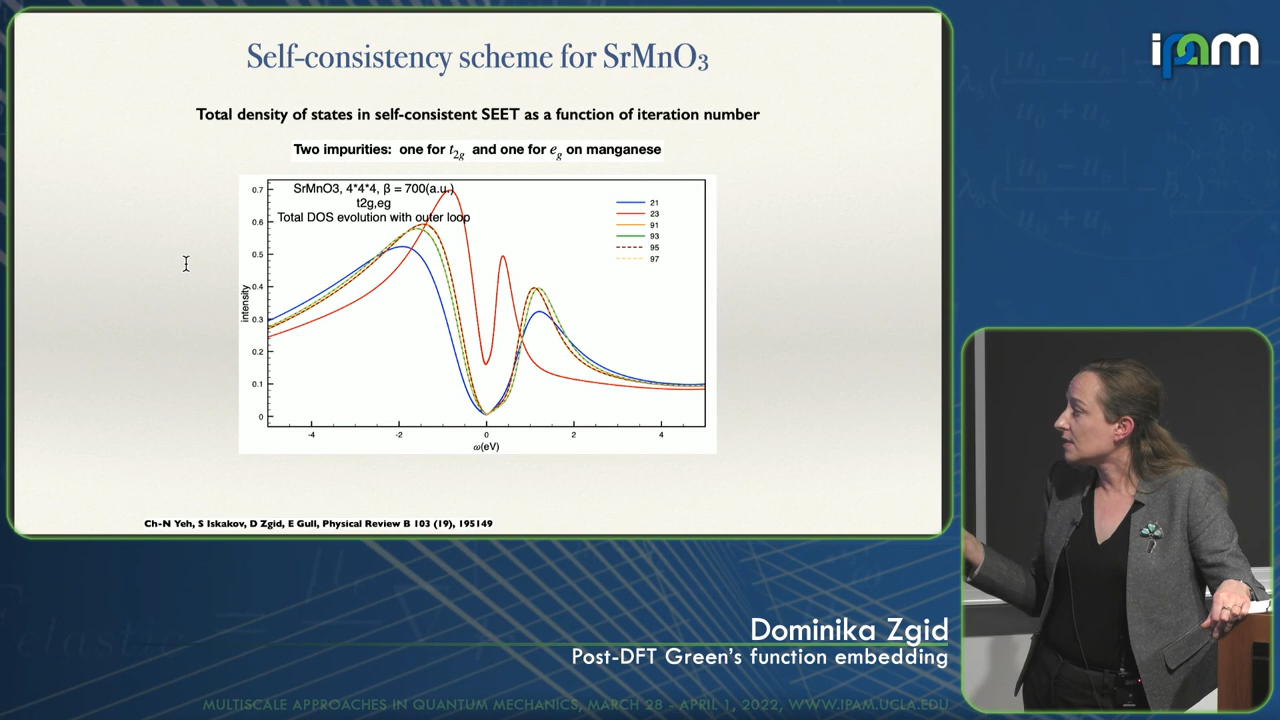 Self-consistency scheme for SrMnO3
Total density of states in self-consistent SEET as a function of iteration number
Two impurities: one for t2g and one for eg on manganese
SrMnO3, 4*4*4, β = 700(a.u.)
t2g,eg
Total DOS evolution with outer loop
21
23
91
93
95
97
intensity
0.7
0.6
0.5
0.4
0.3
0.2
0.1
0
-4 -2 0 2 4
ω(eV)
Ch-N Yeh, S Iskakov, D Zgid, E Gull, Physical Review B 103 (19), 195149
ipam
Dominika Zgid
Post-DFT Green's function embedding
MULTISCALE APPROACHES IN QUANTUM MECHANICS, MARCH 28 - APRIL 1, 2022, WWW.IPAM.UCLA.EDU